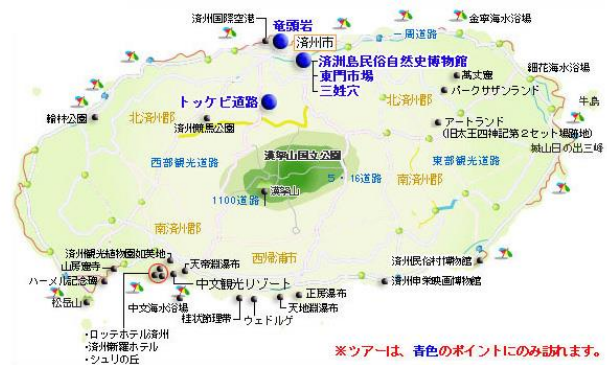 済州国際空港
竜頭岩
済州市
一周道路
金寧海水浴場
済洲島民俗自然史博物館
東門市場
三姓穴
細花海水浴場
萬丈窟
パークサザンランド
牛島
翰林公園
北済州郡
済州競馬公園
トッケビ道路
北済州郡
アートランド
(旧太王四神記第２セット場跡地)
城山日の出三峰
漢拏山国立公園
西部観光道路
東部観光道路
５・16道路
南済州郡
1100道路
漢拏山
南済州郡
西帰浦市
済州観光植物園如美地
天帝淵瀑布
山房窟寺
ハーメル記念碑
中文観光リゾート
松岳山
中文海水浴場
済州民俗村博物館
済州申栄映画博物館
正房瀑布
天地淵瀑布
柱状節理帯
ウェドルゲ
・ロッテホテル済州
・済州新羅ホテル
・シュリの丘
※ツアーは、青色のポイントにのみ訪れます。